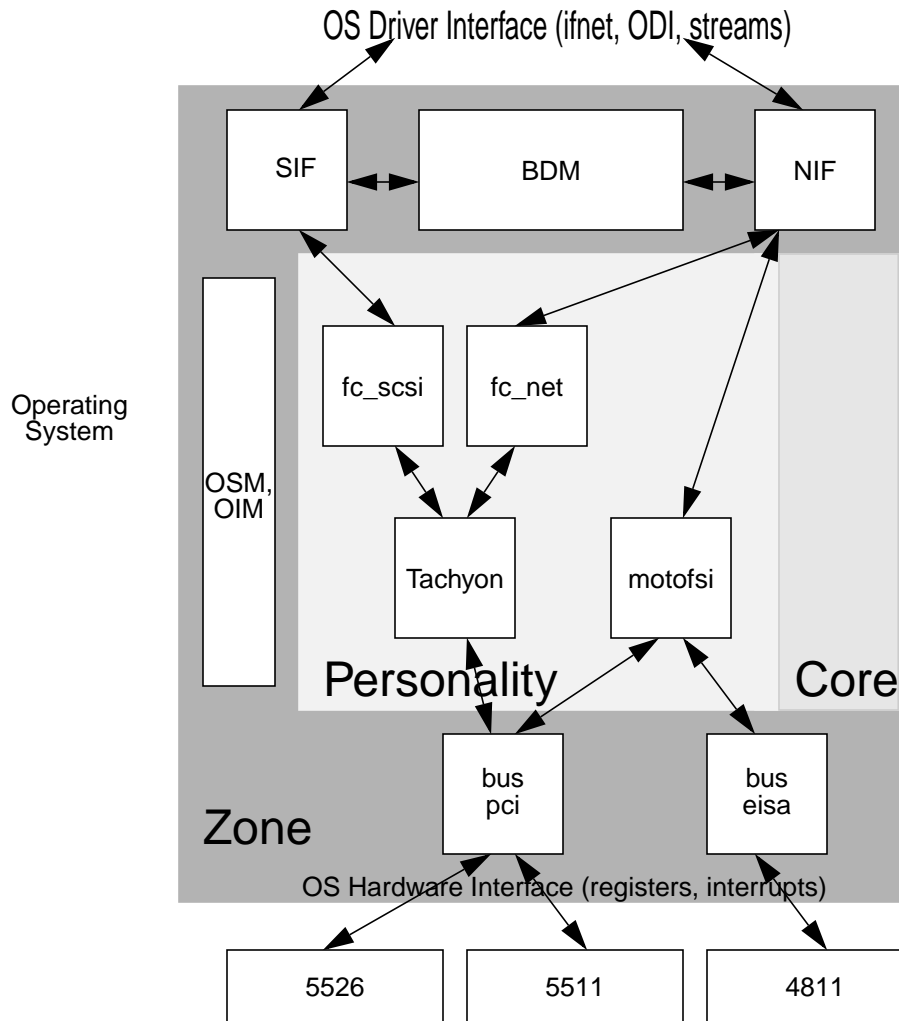 OS Driver Interface (ifnet, ODI, streams)
SIF
BDM
NIF
fc_scsi
fc_net
Operating
System
OSM,
OIM
Tachyon
motofsi
Personality
Core
bus
pci
bus
eisa
Zone
OS Hardware Interface (registers, interrupts)
5526
5511
4811